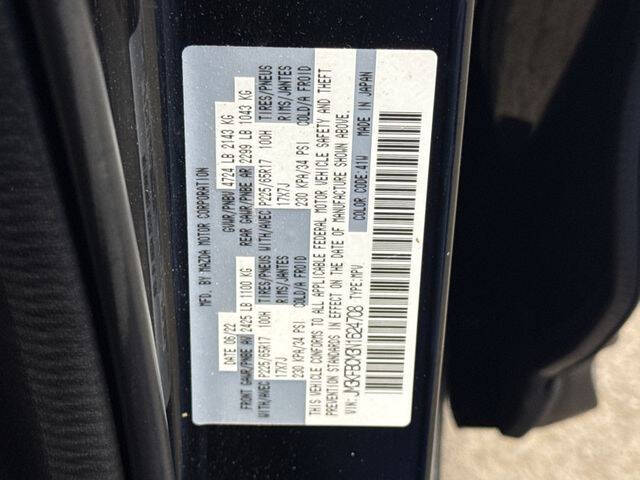 MFD. BY MAZDA MOTOR CORPORATION
DATE 06/22 GVWR/PNBV 4724 LB 2143 KG
FRONT GAWR/PNBE AV 2425 LB 1100 KG REAR GAWR/PNBE AR 2299 LB 1043 KG
WITH/AVEC P225/65R17 100H TIRES/PNEUS WITH/AVEC P225/65R17 100H TIRES/PNEUS
17X7J RIMS/JANTES 17X7J RIMS/JANTES
230 KPA/34 PSI COLD/A FROID 230 KPA/34 PSI COLD/A FROID
THIS VEHICLE CONFORMS TO ALL APPLICABLE FEDERAL MOTOR VEHICLE SAFETY AND THEFT
PREVENTION STANDARDS IN EFFECT ON THE DATE OF MANUFACTURE SHOWN ABOVE.
VIN: TYPE:MPV COLOR CODE:41W MADE IN JAPAN